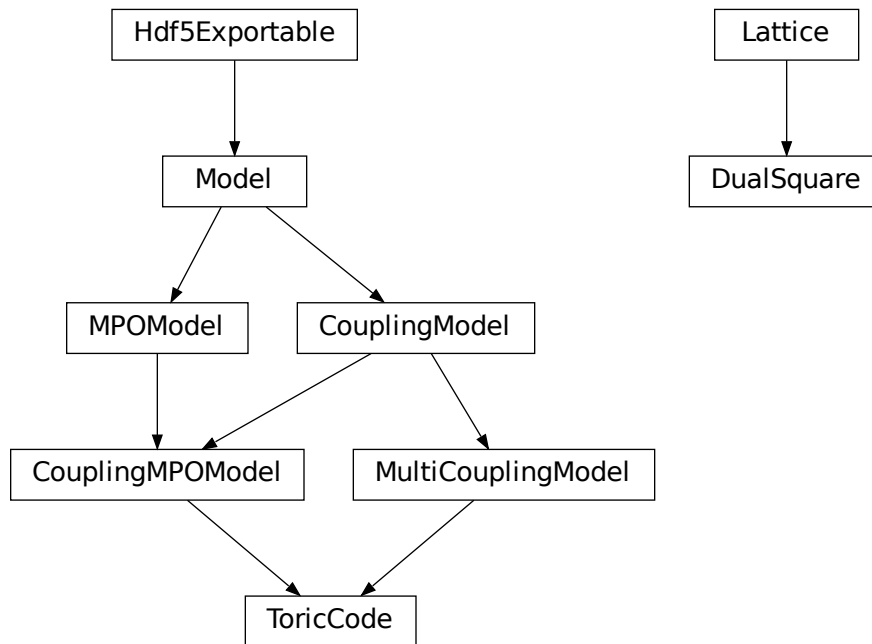 Hdf5Exportable
Lattice
Model
DualSquare
MPOModel
CouplingModel
CouplingMPOModel
MultiCouplingModel
ToricCode